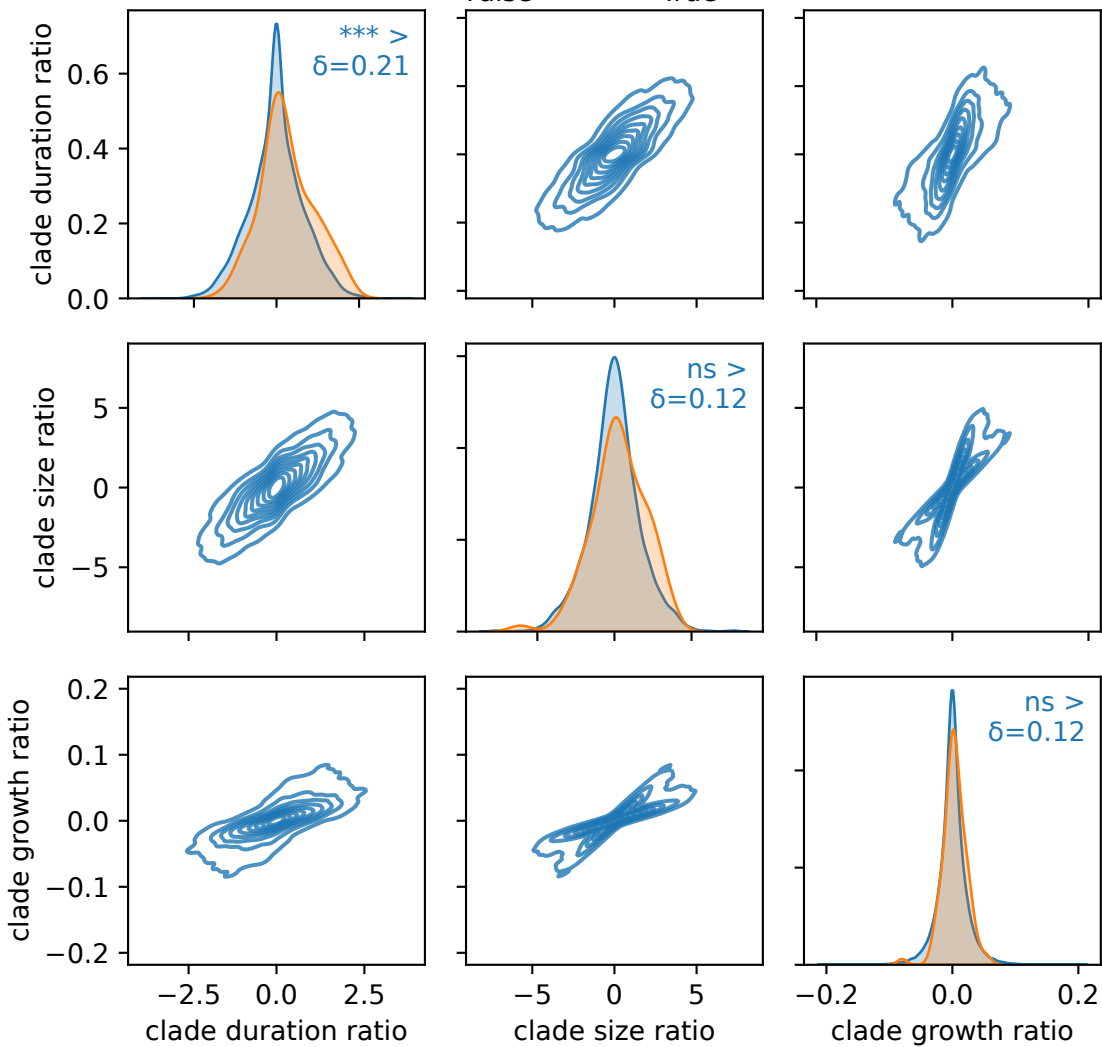 False True
clade duration ratio
0.6
0.4
0.2
0.0
*** >
δ=0.21
clade size ratio
5
0
−5
ns >
δ=0.12
clade growth ratio
0.2
0.1
0.0
−0.1
−0.2
ns >
δ=0.12
−2.5 0.0 2.5
−5 0 5
−0.2 0.0 0.2
clade duration ratio
clade size ratio
clade growth ratio